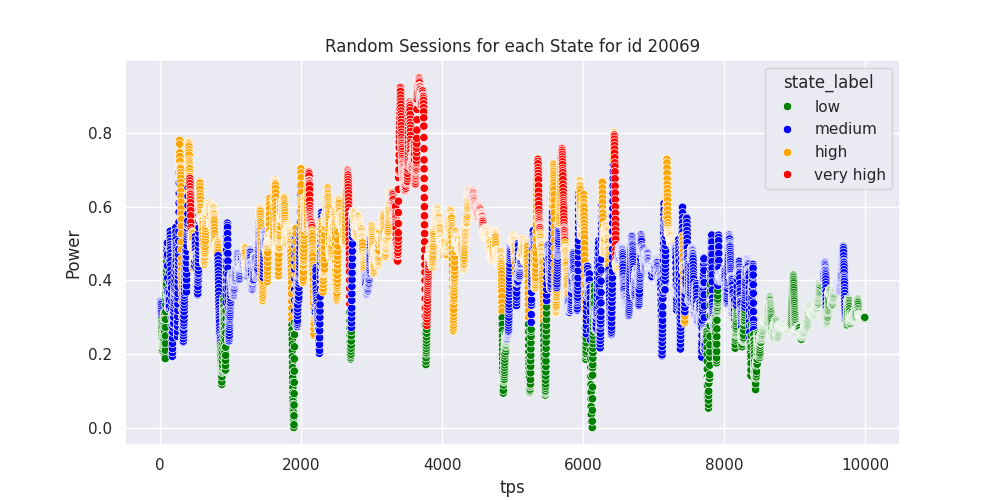 Random Sessions for each State for id 20069
state_label
low
medium
high
very high
Power
0.8
0.6
0.4
0.2
0.0
0 2000 4000 6000 8000 10000
tps